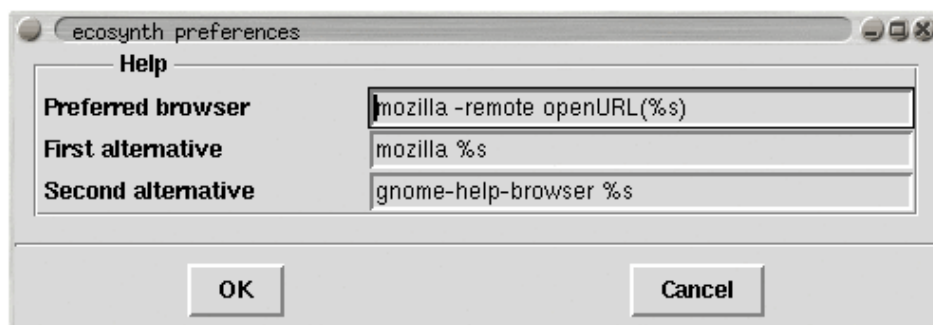 ecosynth preferences
Help
Preferred browser mozilla -remote openURL(%s)
First alternative mozilla %s
Second alternative gnome-help-browser %s
OK Cancel